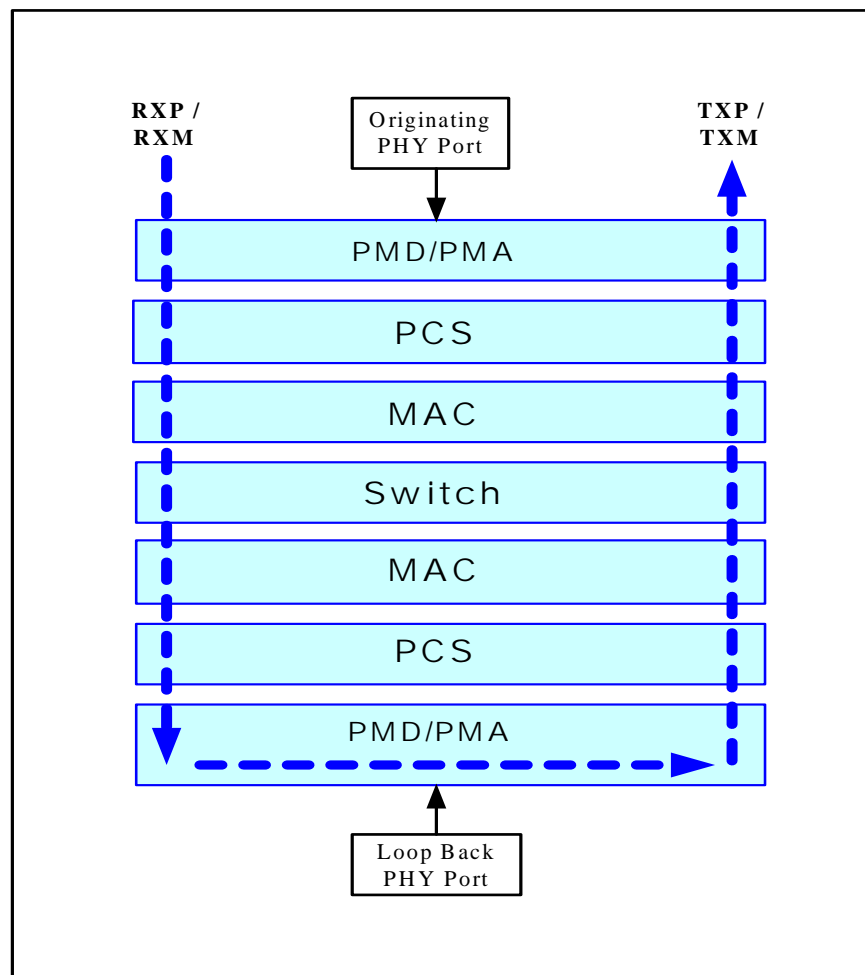 RXP /
RXM
Originating
PHY Port
TXP /
TXM
PMD/PMA
PCS
MAC
Switch
MAC
PCS
PMD/PMA
Loop Back
PHY Port